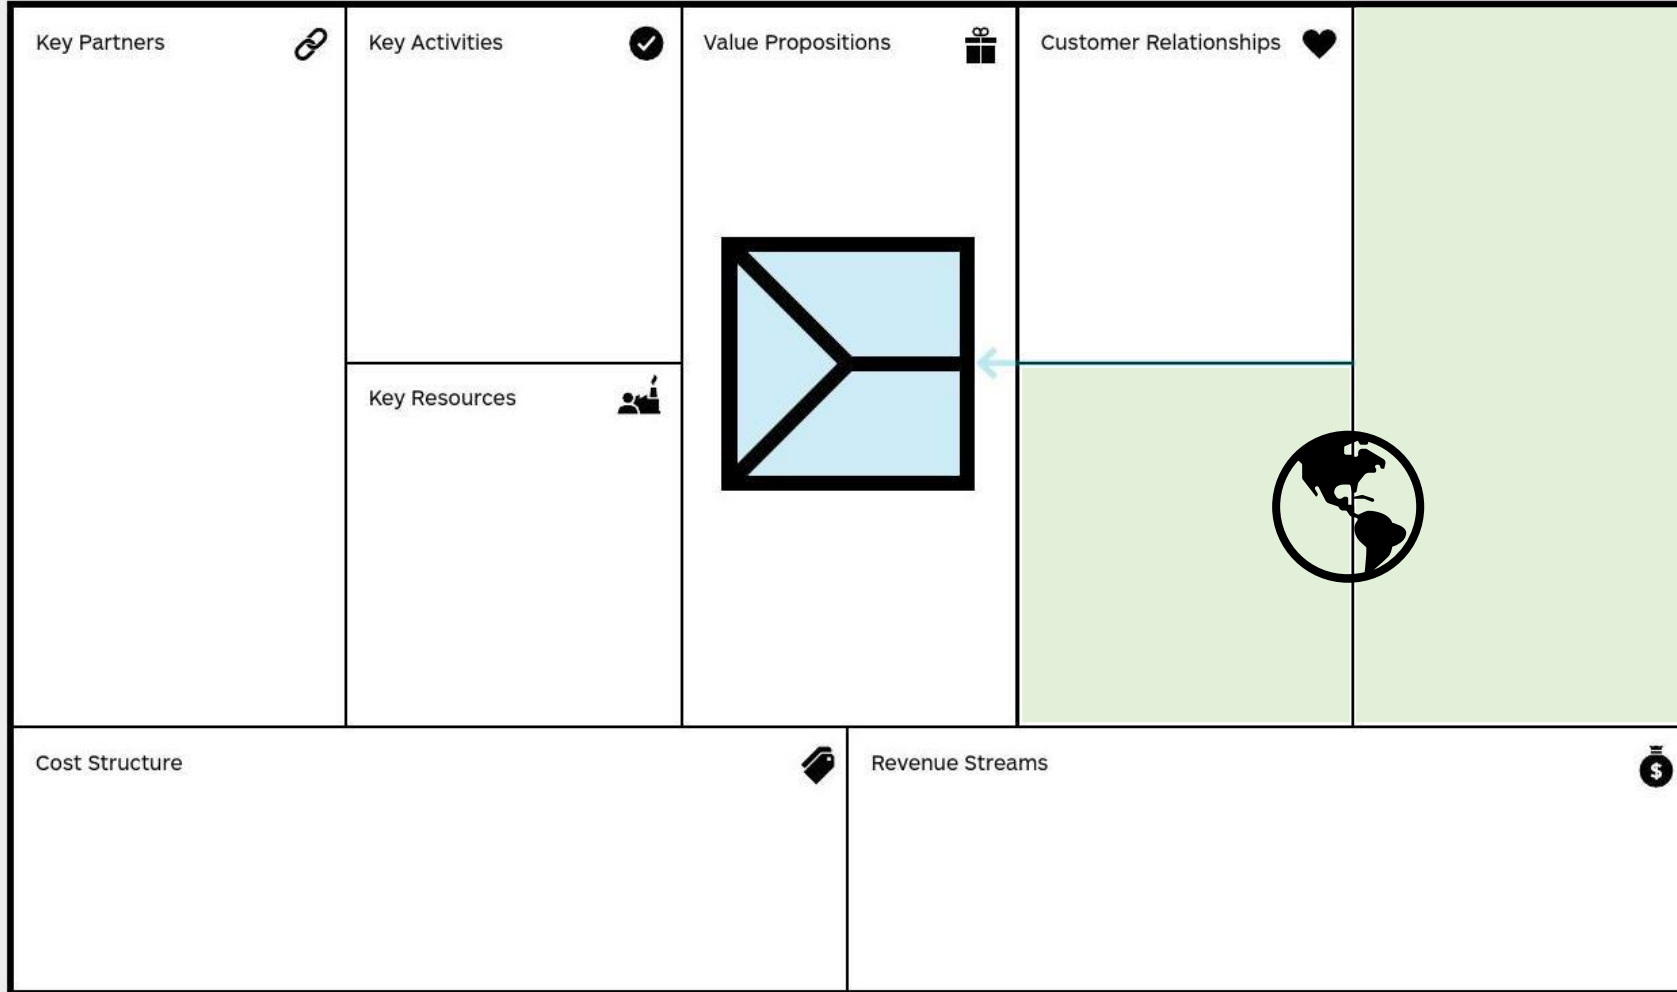 Key Partners
Key Activities
Value Propositions
Customer Relationships
Key Resources
Cost Structure
Revenue Streams
$